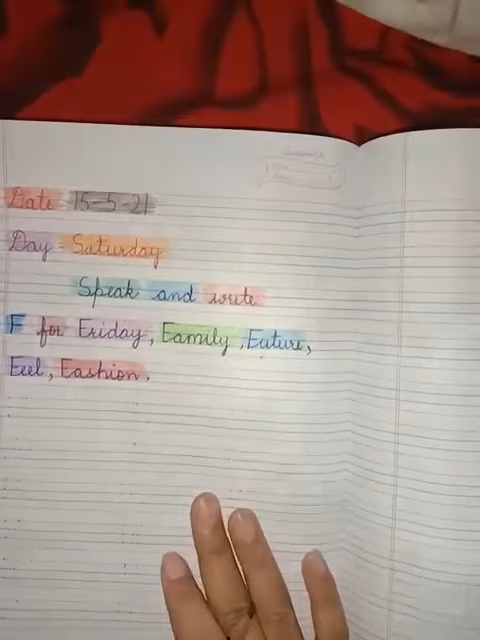 Date 15-5-21
Day - Saturday
Speak and write
F for Friday, Family, Future,
Feel, Fashion.